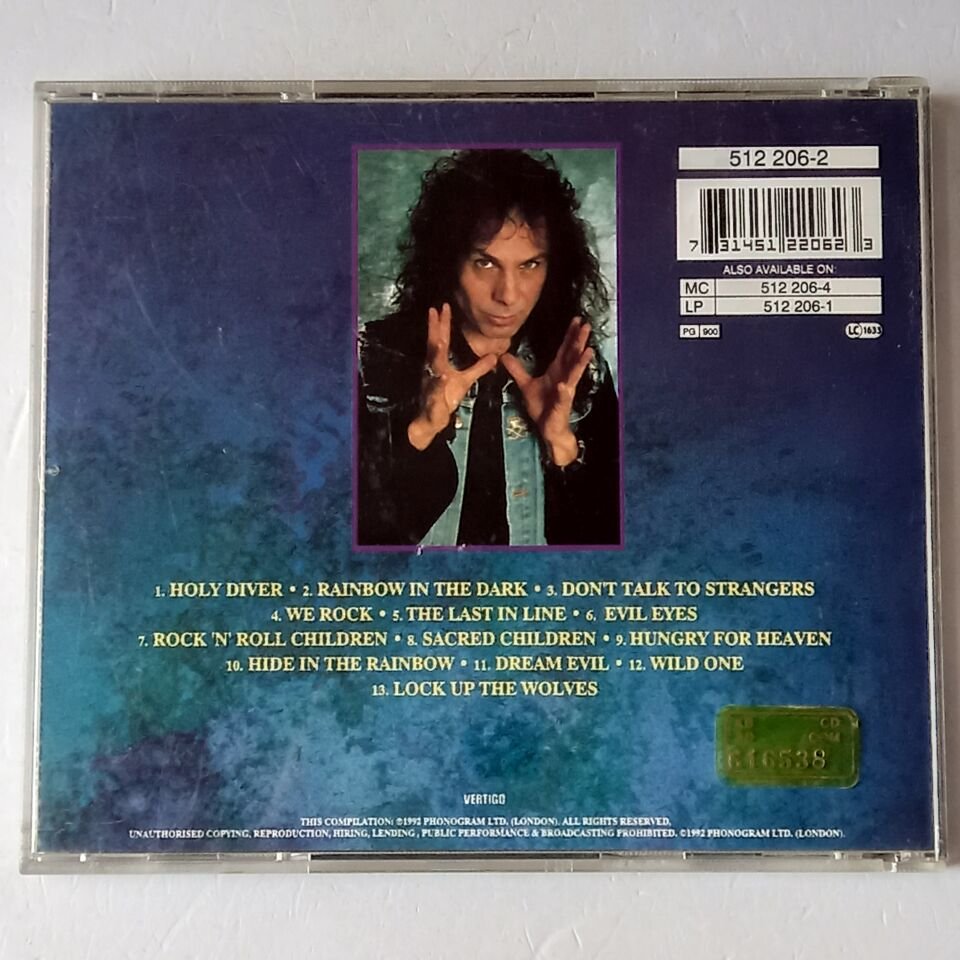 512 206-2
7 31451 22062 3
ALSO AVAILABLE ON:
MC 512 206-4
LP 512 206-1
PG 900 LC 1633
1. HOLY DIVER • 2. RAINBOW IN THE DARK • 3. DON'T TALK TO STRANGERS
4. WE ROCK • 5. THE LAST IN LINE • 6. EVIL EYES
7. ROCK 'N' ROLL CHILDREN • 8. SACRED CHILDREN • 9. HUNGRY FOR HEAVEN
10. HIDE IN THE RAINBOW • 11. DREAM EVIL • 12. WILD ONE
13. LOCK UP THE WOLVES
CD
616538
VERTIGO
THIS COMPILATION: ℗1992 PHONOGRAM LTD. (LONDON). ALL RIGHTS RESERVED,
UNAUTHORISED COPYING, REPRODUCTION, HIRING, LENDING, PUBLIC PERFORMANCE & BROADCASTING PROHIBITED. ©1992 PHONOGRAM LTD. (LONDON).